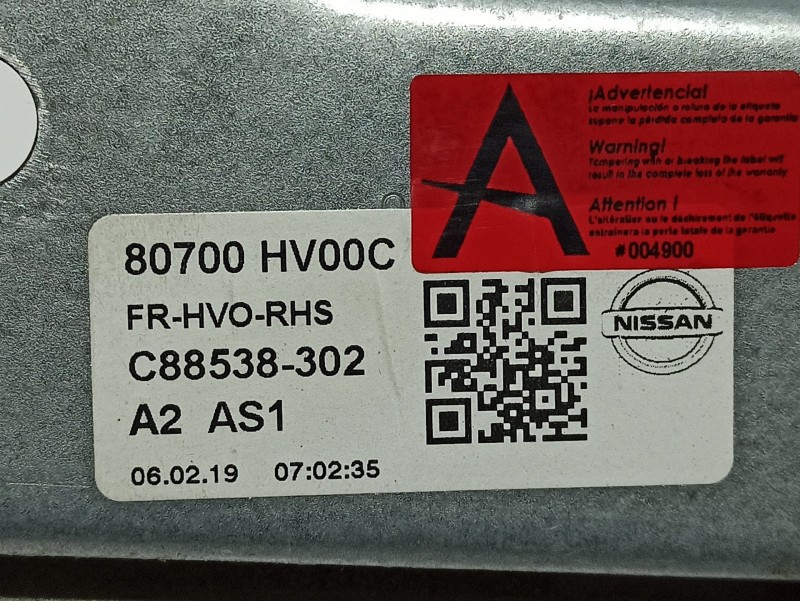 A
¡Advertencia!
La manipulación o rotura de la etiqueta
supone la pérdida completa de la garantía
Warning!
Tampering with or breaking the label will
result in the complete loss of the warranty
Attention !
L'altération ou le déchirement de l'étiquette
entraînera la perte totale de la garantie
#004900
80700 HV00C
FR-HVO-RHS
C88538-302
A2 AS1
06.02.19 07:02:35
NISSAN